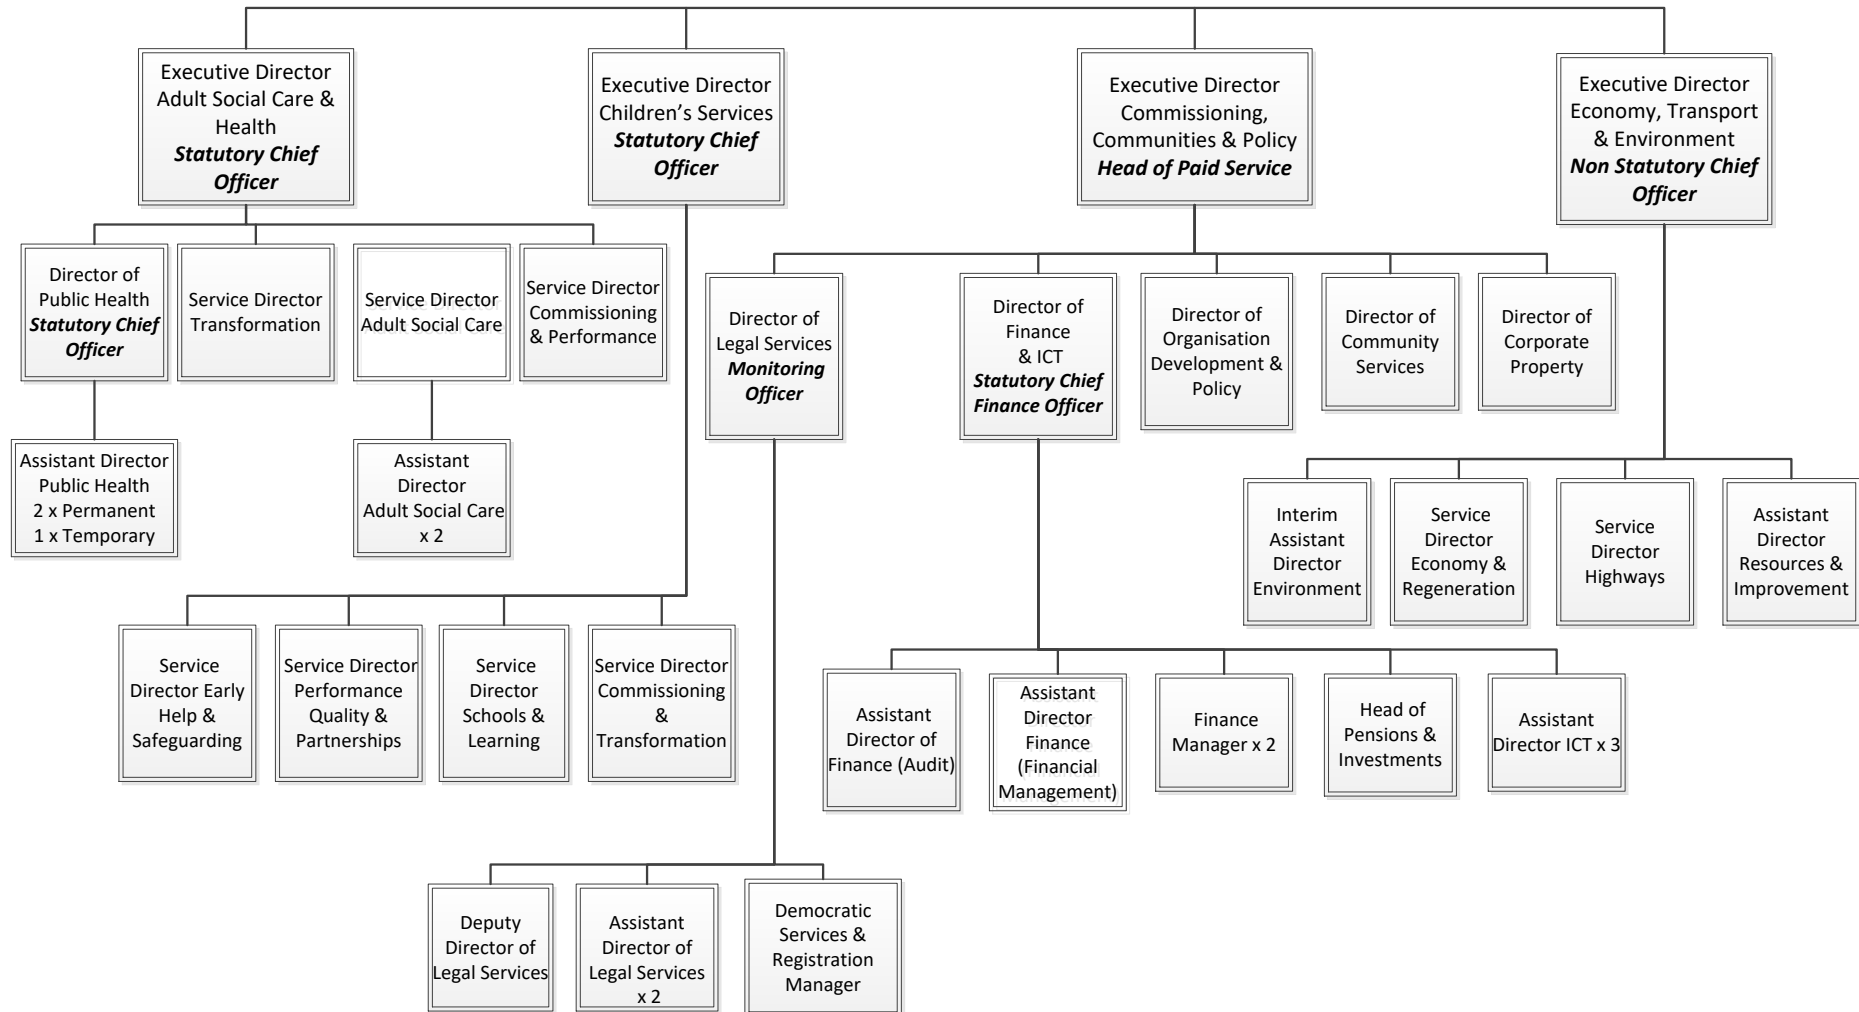 Executive Director
Adult Social Care &
Health
Statutory Chief
Officer
Executive Director
Children’s Services
Statutory Chief
Officer
Executive Director
Commissioning,
Communities & Policy
Head of Paid Service
Executive Director
Economy, Transport
& Environment
Non Statutory Chief
Officer
Director of
Public Health
Statutory Chief
Officer
Service Director
Transformation
Service Director
Adult Social Care
Service Director
Commissioning
& Performance
Director of
Legal Services
Monitoring
Officer
Director of
Finance
& ICT
Statutory Chief
Finance Officer
Director of
Organisation
Development &
Policy
Director of
Community
Services
Director of
Corporate
Property
Assistant Director
Public Health
2 x Permanent
1 x Temporary
Assistant
Director
Adult Social Care
x 2
Interim
Assistant
Director
Environment
Service
Director
Economy &
Regeneration
Service
Director
Highways
Assistant
Director
Resources &
Improvement
Service
Director Early
Help &
Safeguarding
Service Director
Performance
Quality &
Partnerships
Service
Director
Schools &
Learning
Service Director
Commissioning
&
Transformation
Assistant
Director of
Finance (Audit)
Assistant
Director
Finance
(Financial
Management)
Finance
Manager x 2
Head of
Pensions &
Investments
Assistant
Director ICT x 3
Deputy
Director of
Legal Services
Assistant
Director of
Legal Services
x 2
Democratic
Services &
Registration
Manager